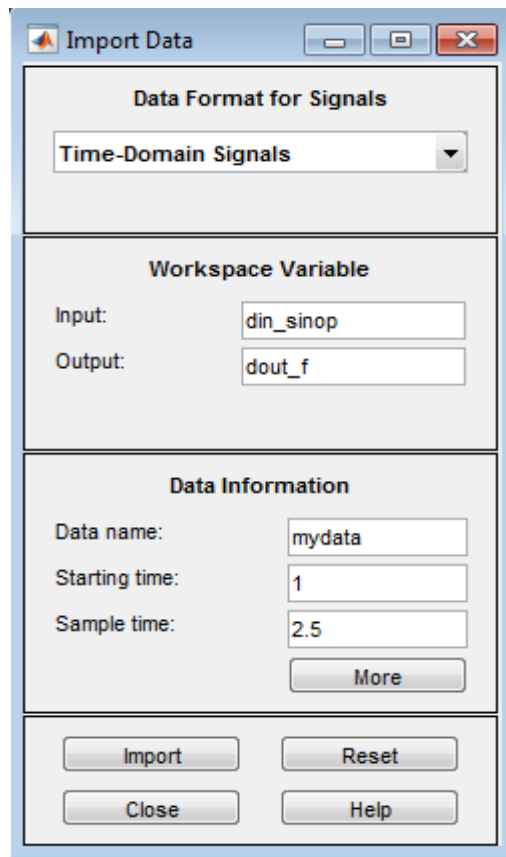 Import Data
Data Format for Signals
Time-Domain Signals
Workspace Variable
Input: din_sinop
Output: dout_f
Data Information
Data name: mydata
Starting time: 1
Sample time: 2.5
More
Import Reset
Close Help